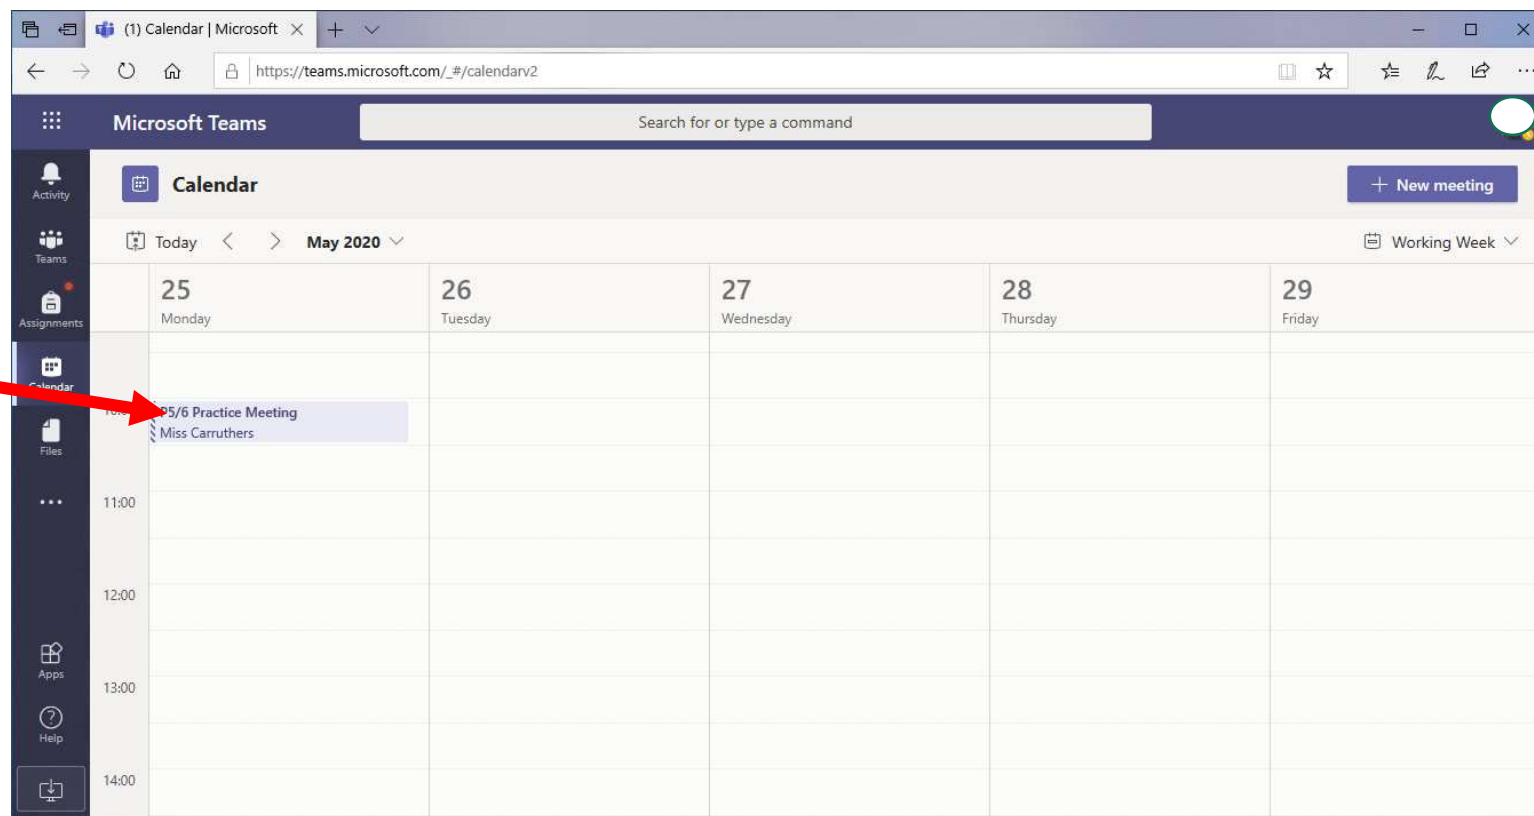 (1) Calendar | Microsoft
https://teams.microsoft.com/_#/calendarv2
Microsoft Teams
Search for or type a command
Activity
Calendar
New meeting
Teams
Today
May 2020
Working Week
Assignments
25
Monday
26
Tuesday
27
Wednesday
28
Thursday
29
Friday
Calendar
P5/6 Practice Meeting
Miss Carruthers
Files
11:00
12:00
Apps
13:00
Help
14:00